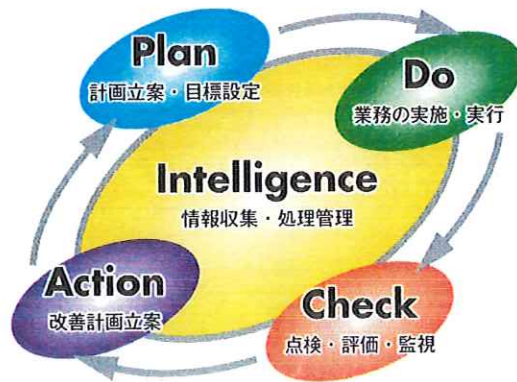 Plan
計画立案・目標設定
Do
業務の実施・実行
Intelligence
情報収集・処理管理
Action
改善計画立案
Check
点検・評価・監視